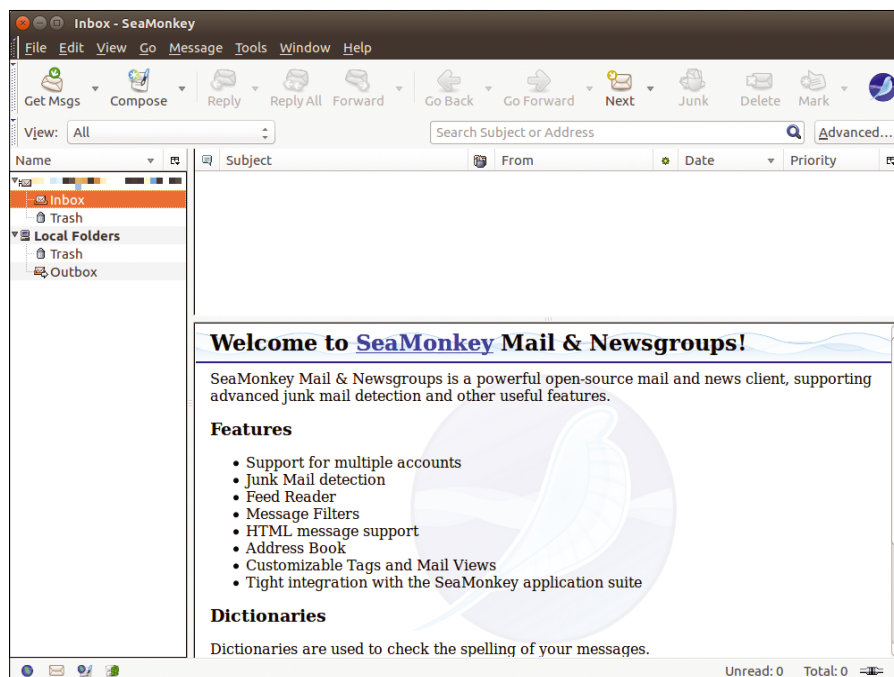 Inbox - SeaMonkey
File Edit View Go Message Tools Window Help
Get Msgs Compose Reply Reply All Forward Go Back Go Forward Next Junk Delete Mark
View: All Search Subject or Address Advanced...
Name Subject From Date Priority
Inbox
Trash
Local Folders
Trash
Outbox
Welcome to SeaMonkey Mail & Newsgroups!
SeaMonkey Mail & Newsgroups is a powerful open-source mail and news client, supporting
advanced junk mail detection and other useful features.
Features
• Support for multiple accounts
• Junk Mail detection
• Feed Reader
• Message Filters
• HTML message support
• Address Book
• Customizable Tags and Mail Views
• Tight integration with the SeaMonkey application suite
Dictionaries
Dictionaries are used to check the spelling of your messages.
Unread: 0 Total: 0